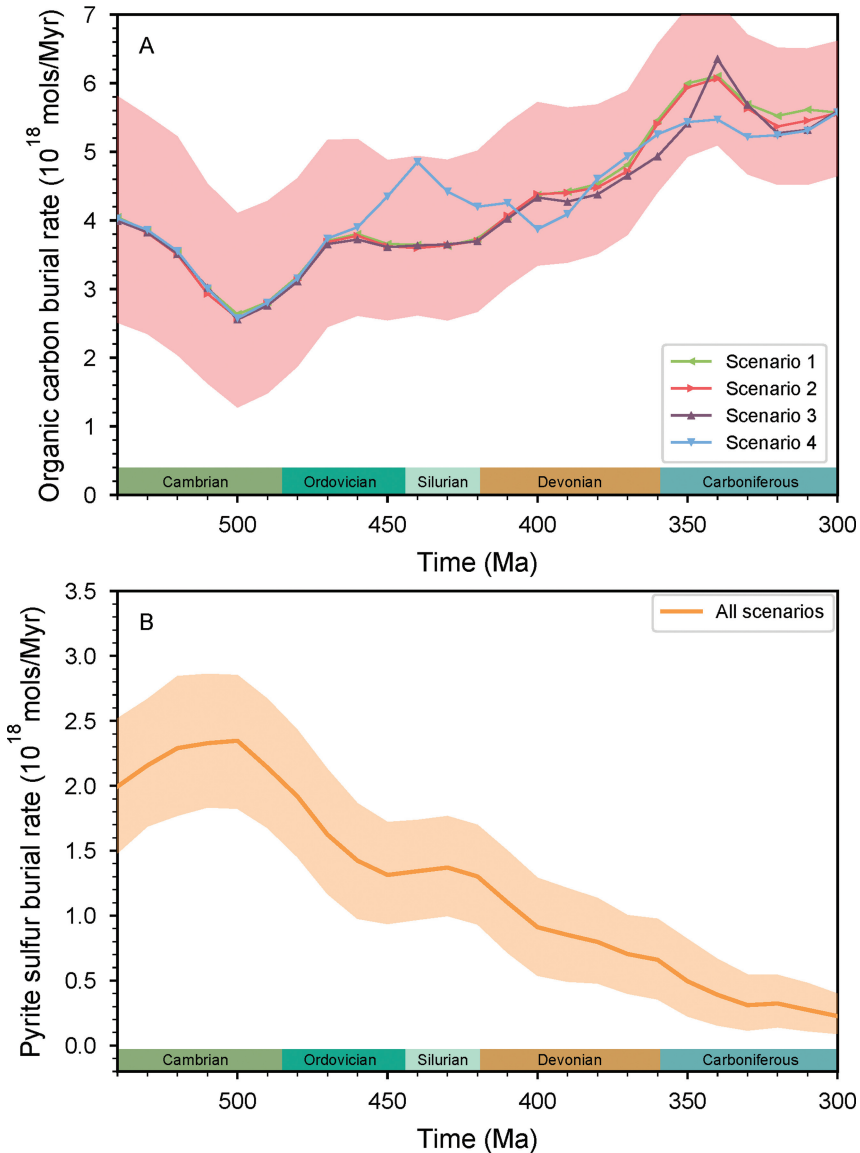 A
Organic carbon burial rate (10^18 mols/Myr)
7
6
5
4
3
2
1
0
Scenario 1
Scenario 2
Scenario 3
Scenario 4
Cambrian Ordovician Silurian Devonian Carboniferous
500 450 400 350 300
Time (Ma)
B
Pyrite sulfur burial rate (10^18 mols/Myr)
All scenarios
3.5
3.0
2.5
2.0
1.5
1.0
0.5
0.0
Cambrian Ordovician Silurian Devonian Carboniferous
500 450 400 350 300
Time (Ma)